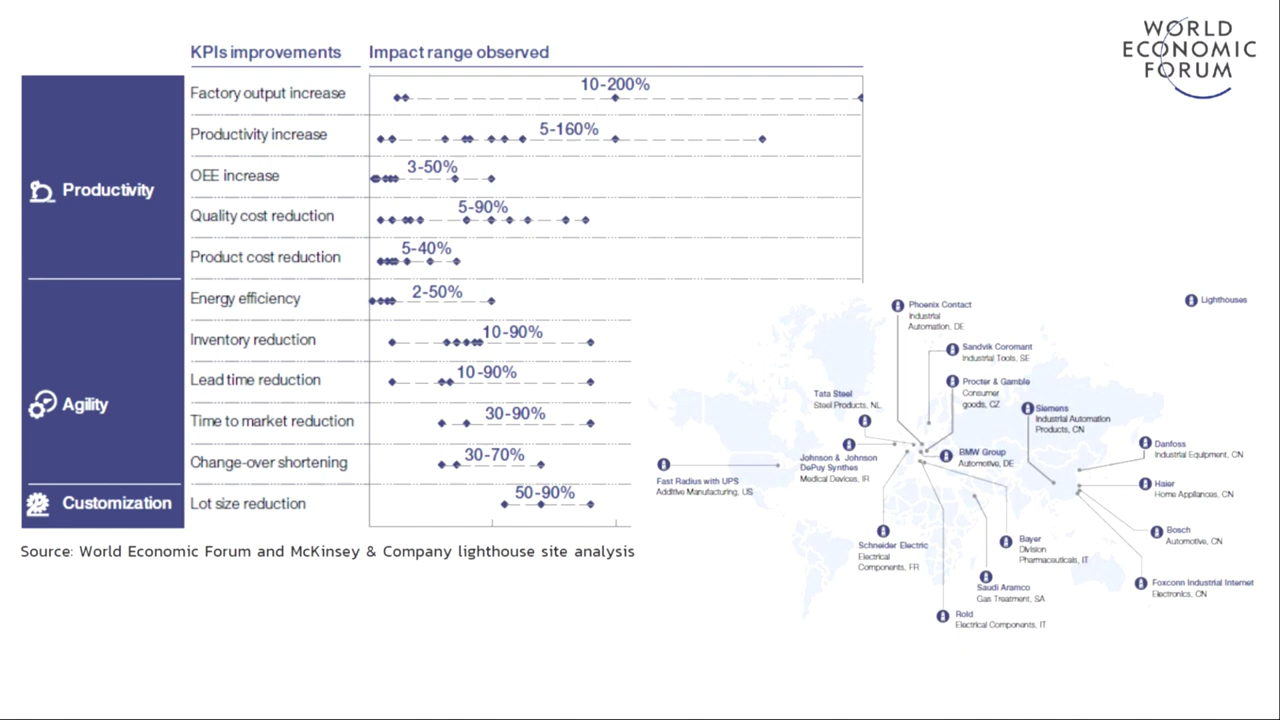 WORLD
ECONOMIC
FORUM
KPIs improvements
Impact range observed
Productivity
Factory output increase
10-200%
Productivity increase
5-160%
OEE increase
3-50%
Quality cost reduction
5-90%
Product cost reduction
5-40%
Agility
Energy efficiency
2-50%
Inventory reduction
10-90%
Lead time reduction
10-90%
Time to market reduction
30-90%
Change-over shortening
30-70%
Customization
Lot size reduction
50-90%
Source: World Economic Forum and McKinsey & Company lighthouse site analysis
Lighthouses
Phoenix Contact
Industrial
Automation, DE
Sandvik Coromant
Industrial Tools, SE
Procter & Gamble
Consumer
goods, CZ
Tata Steel
Steel Products, NL
Siemens
Industrial Automation
Products, CN
Johnson & Johnson
DePuy Synthes
Medical Devices, FI
BMW Group
Automotive, DE
Danfoss
Industrial Equipment, CN
Fast Radius with UPS
Additive Manufacturing, US
Haier
Home Appliances, CN
Schneider Electric
Electrical
Components, FR
Bayer
Division
Pharmaceuticals, IT
Bosch
Automotive, CN
Saudi Aramco
Gas Treatment, SA
Foxconn Industrial Internet
Electronics, CN
Rold
Electrical Components, IT